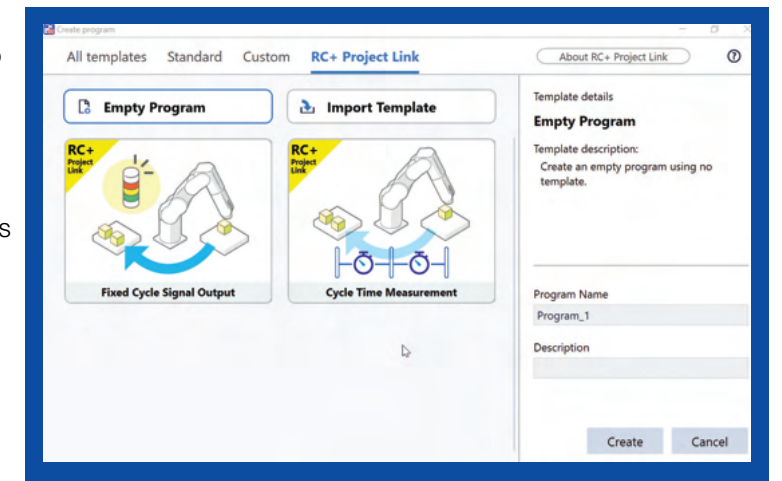 Create program
All templates Standard Custom RC+ Project Link About RC+ Project Link ?
Empty Program Import Template
RC+
Project
Link
Fixed Cycle Signal Output
RC+
Project
Link
Cycle Time Measurement
Template details
Empty Program
Template description:
Create an empty program using no
template.
Program Name
Program_1
Description
Create Cancel
s